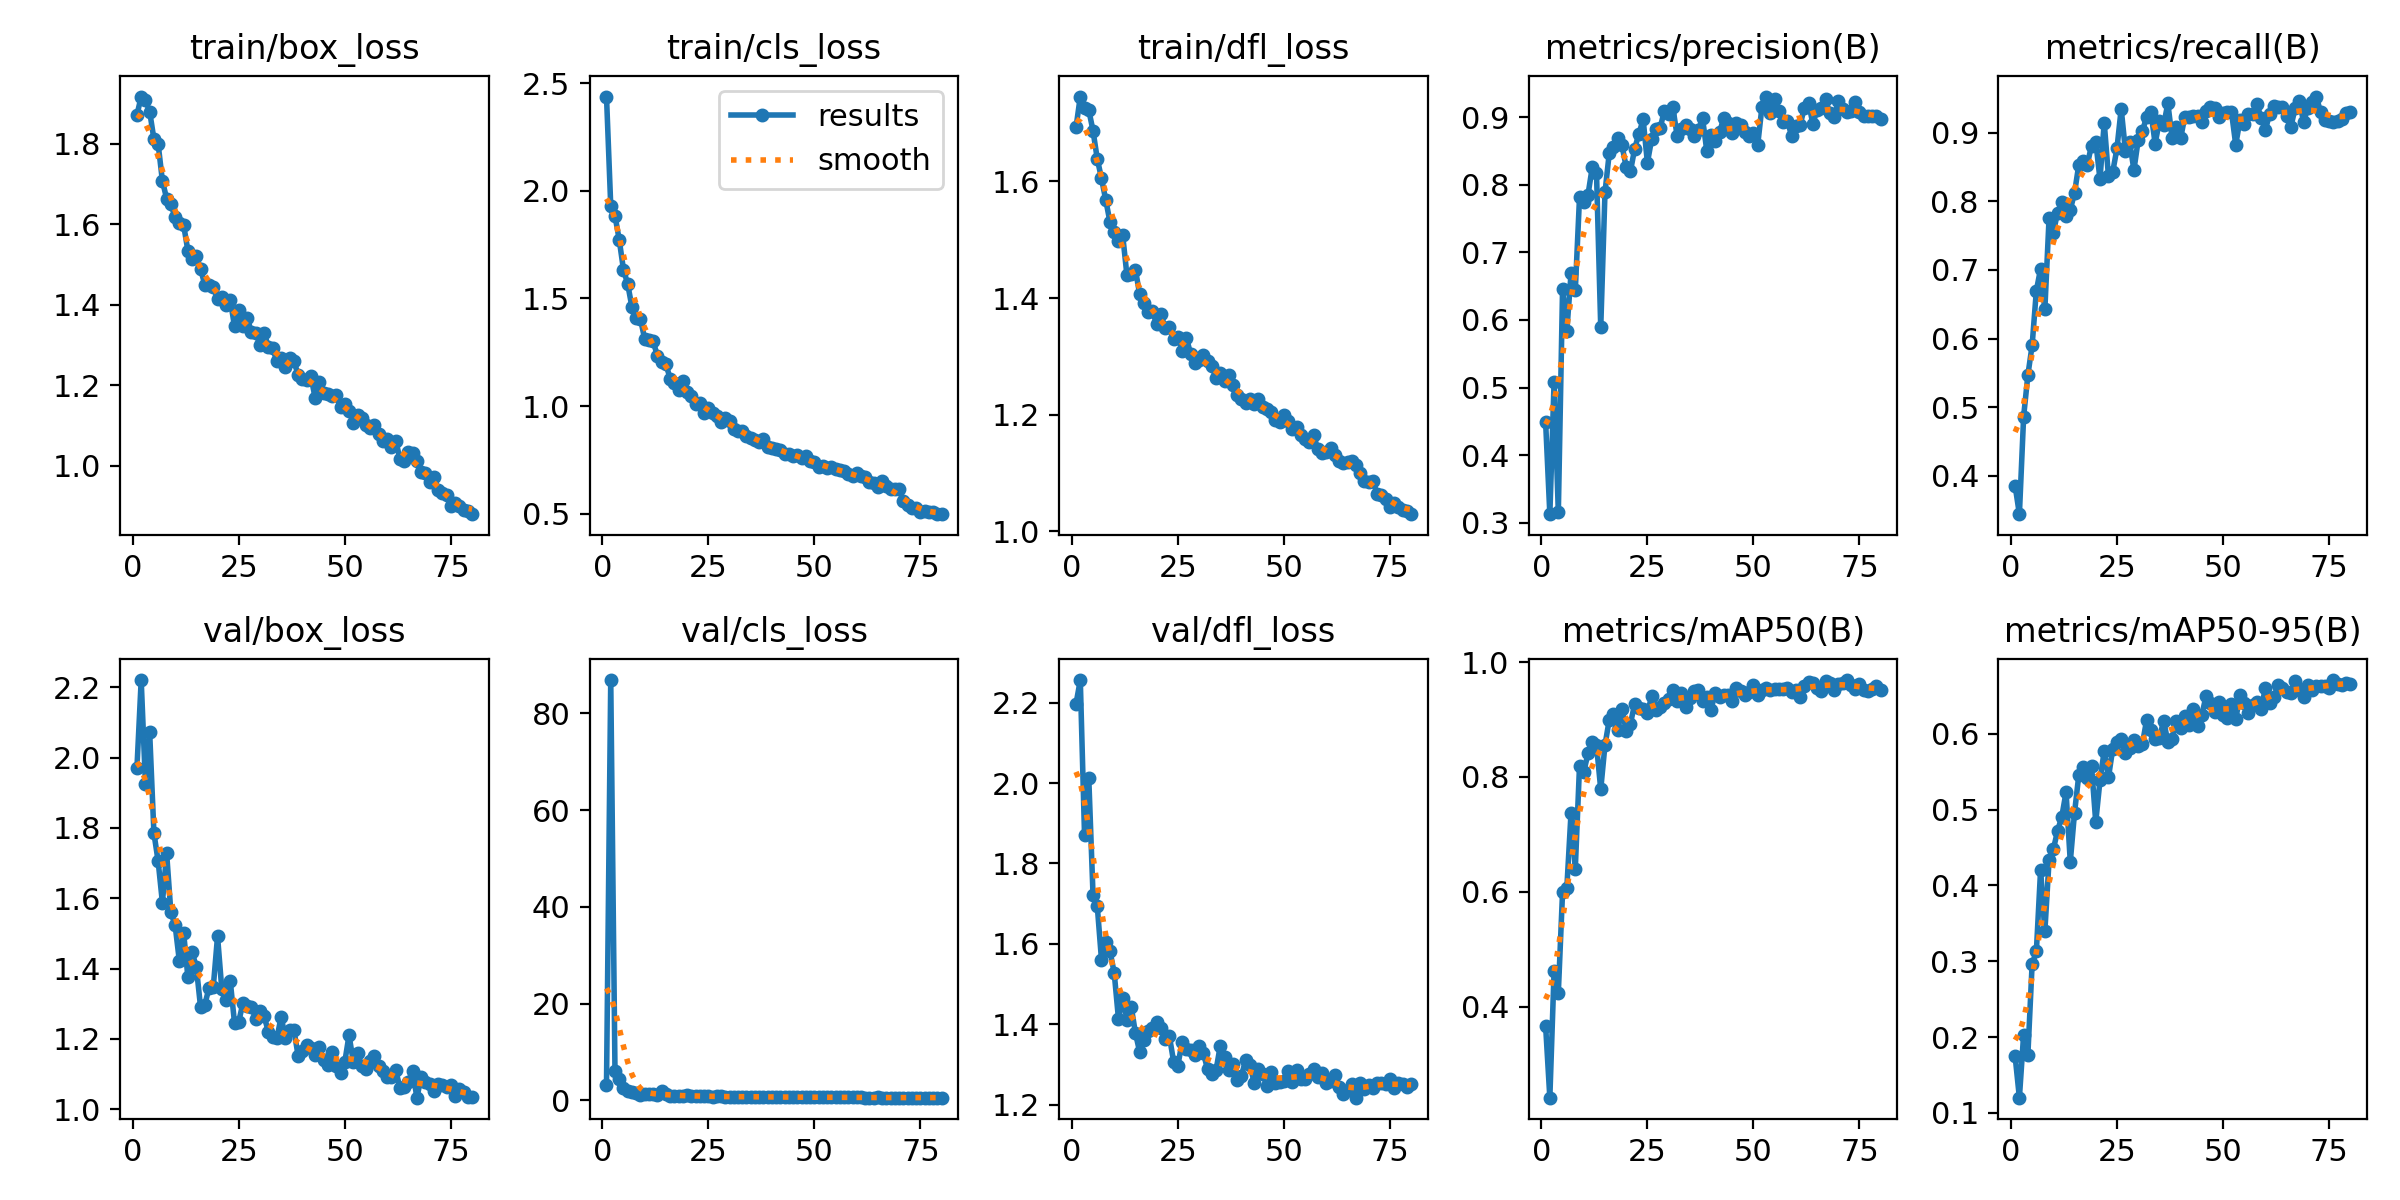 train/box_loss
train/cls_loss
train/dfl_loss
metrics/precision(B)
metrics/recall(B)
1.8
1.6
1.4
1.2
1.0
0 25 50 75
2.5
2.0
1.5
1.0
0.5
0 25 50 75
results
smooth
1.6
1.4
1.2
1.0
0 25 50 75
0.9
0.8
0.7
0.6
0.5
0.4
0.3
0 25 50 75
0.9
0.8
0.7
0.6
0.5
0.4
0 25 50 75
val/box_loss
val/cls_loss
val/dfl_loss
metrics/mAP50(B)
metrics/mAP50-95(B)
2.2
2.0
1.8
1.6
1.4
1.2
1.0
0 25 50 75
80
60
40
20
0
0 25 50 75
2.2
2.0
1.8
1.6
1.4
1.2
0 25 50 75
1.0
0.8
0.6
0.4
0 25 50 75
0.6
0.5
0.4
0.3
0.2
0.1
0 25 50 75